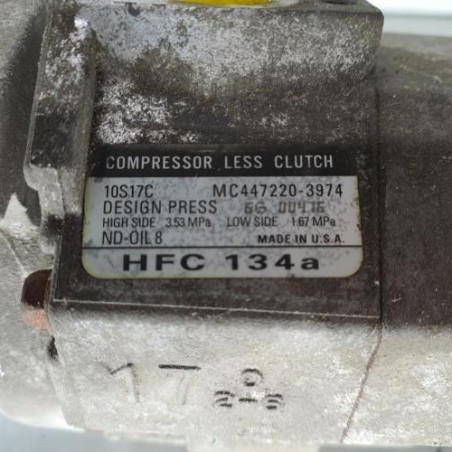 COMPRESSOR LESS CLUTCH
10S17C MC447220-3974
DESIGN PRESS
HIGH SIDE 3.53 MPa LOW SIDE 1.67 MPa
ND-OIL 8 MADE IN U.S.A.
HFC 134a
17